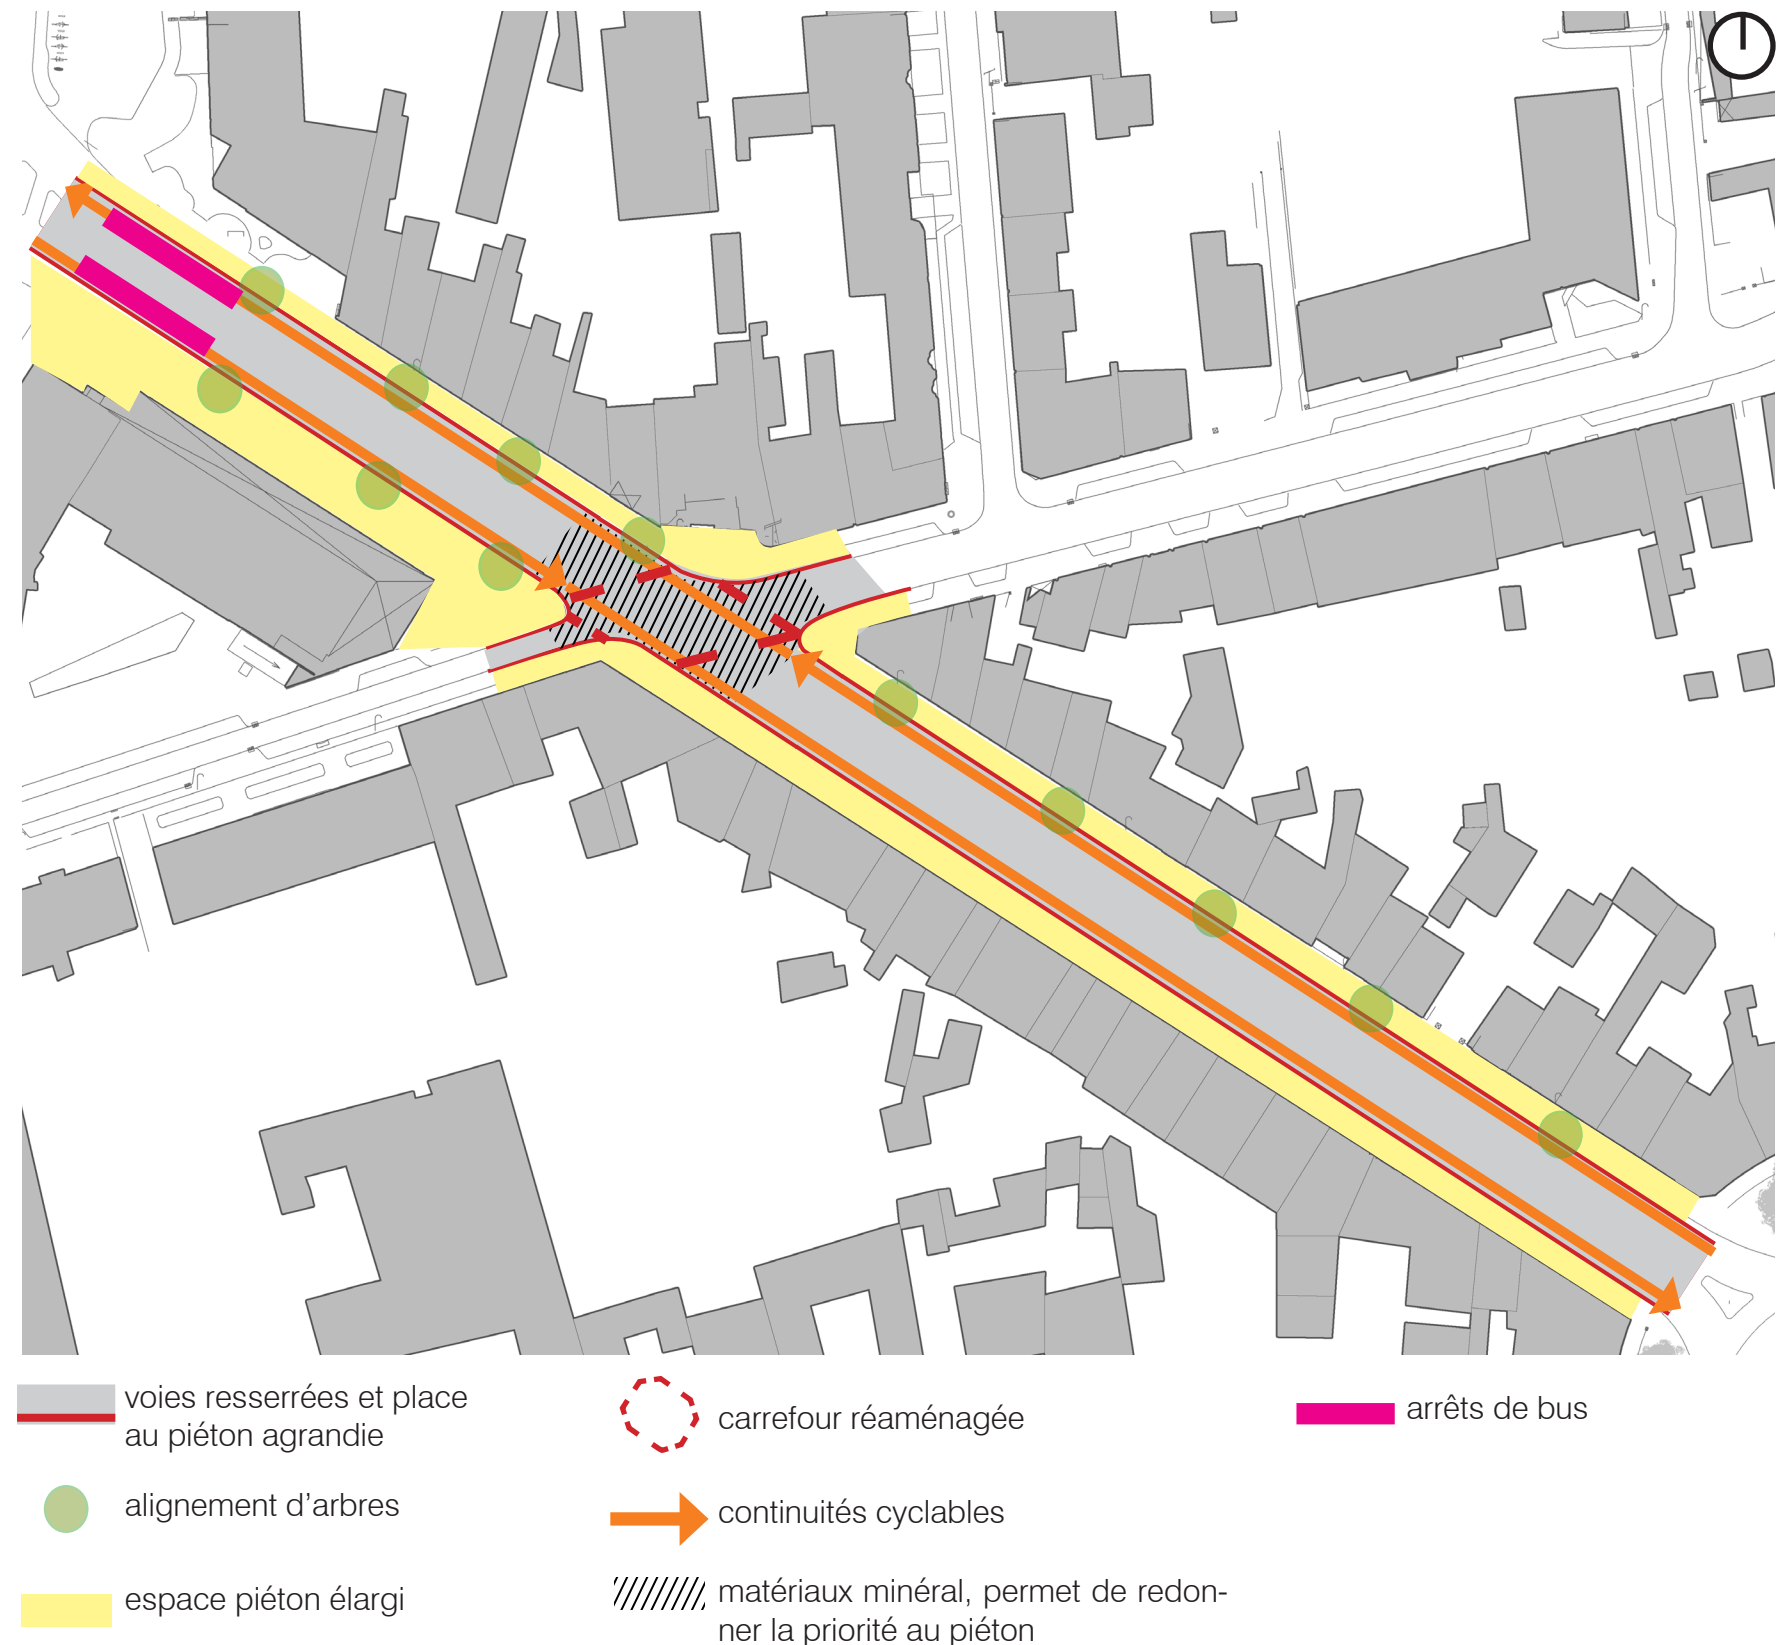 voies resserrées et place
au piéton agrandie
alignement d'arbres
espace piéton élargi
carrefour réaménagée
continuités cyclables
matériaux minéral, permet de redon-
ner la priorité au piéton
arrêts de bus